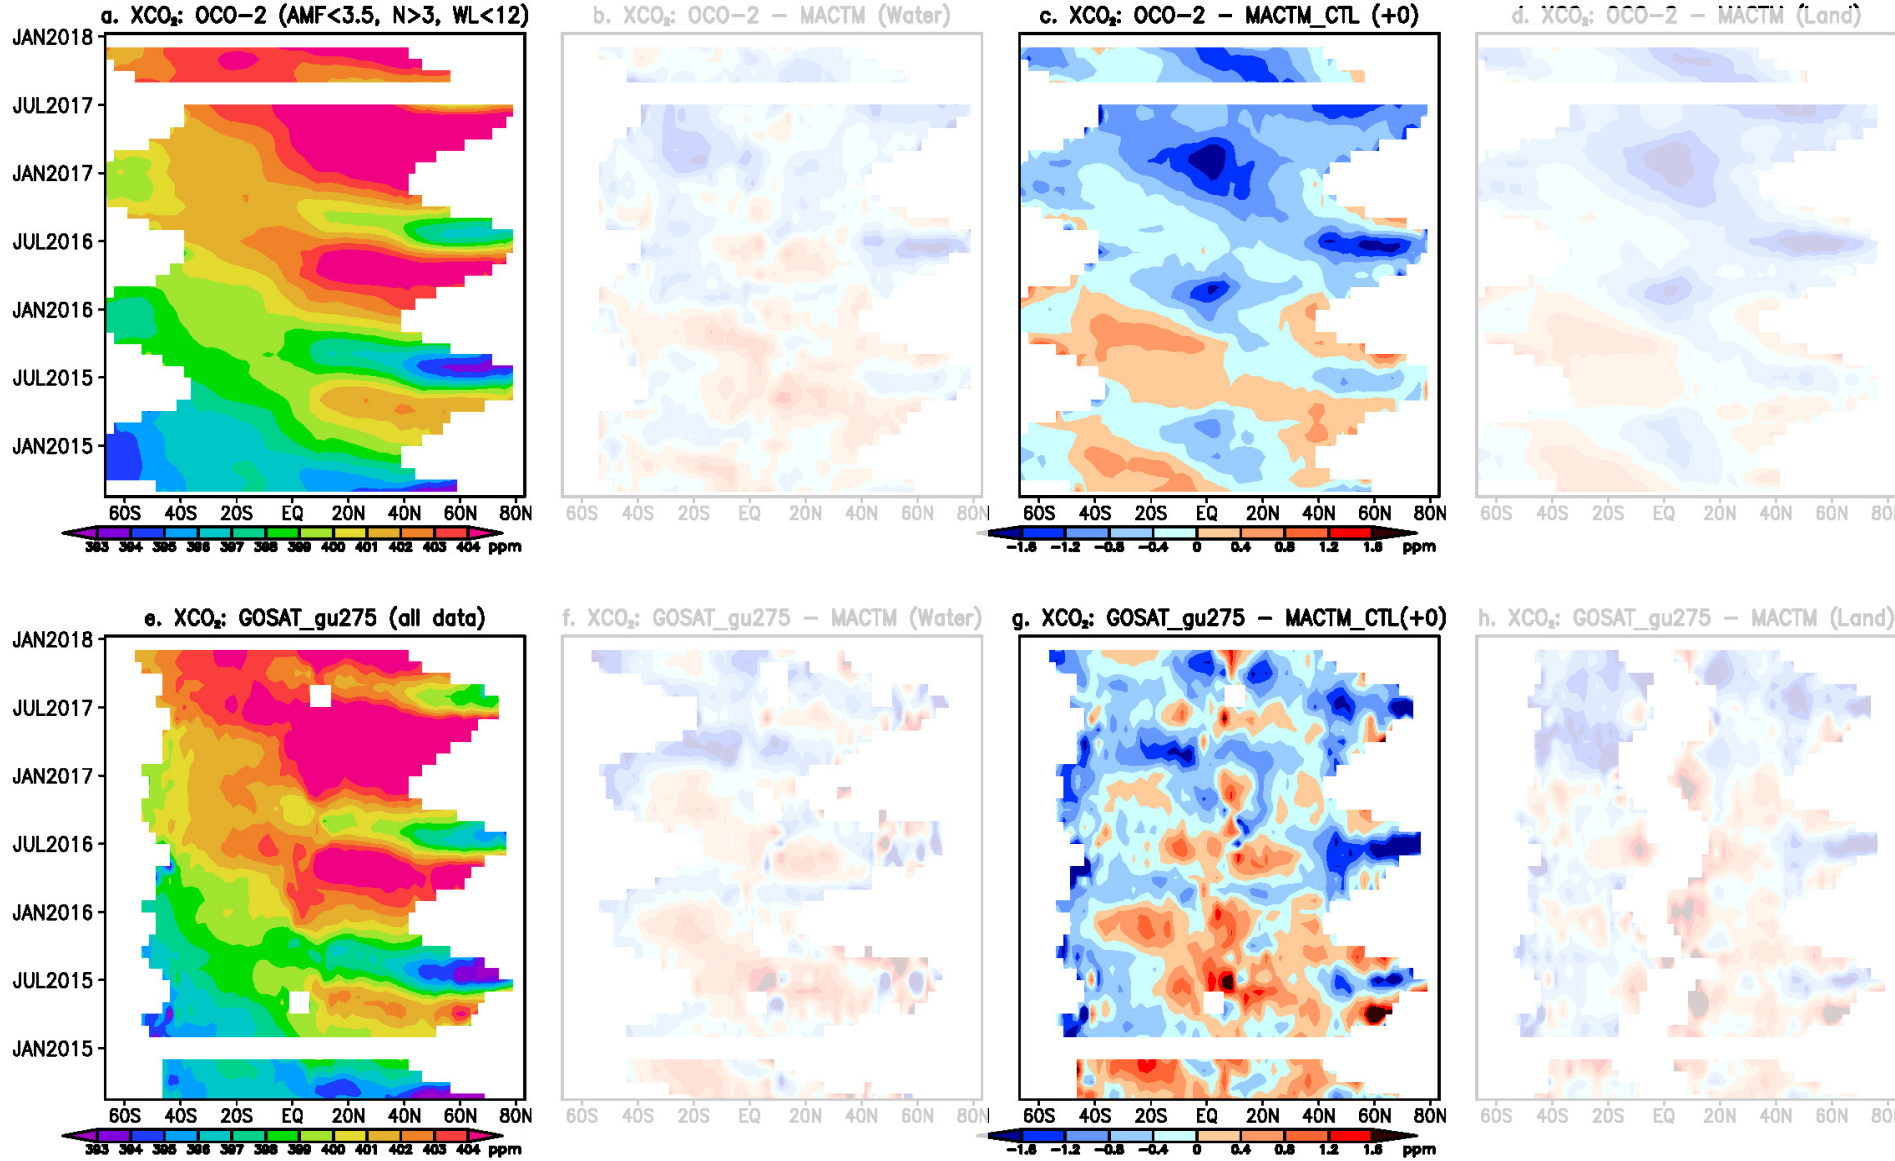 a. XCO₂: OCO-2 (AMF<3.5, N>3, WL<12)
b. XCO₂: OCO-2 - MACTM (Water)
c. XCO₂: OCO-2 - MACTM_CTL (+0)
d. XCO₂: OCO-2 - MACTM (Land)
JAN2018
JUL2017
JAN2017
JUL2016
JAN2016
JUL2015
JAN2015
60S 40S 20S EQ 20N 40N 60N 80N
60S 40S 20S EQ 20N 40N 60N 80N
60S 40S 20S EQ 20N 40N 60N 80N
60S 40S 20S EQ 20N 40N 60N
393 394 395 396 397 398 399 400 401 402 403 404 ppm
-1.6 -1.2 -0.8 -0.4 0 0.4 0.8 1.2 1.6 ppm
e. XCO₂: GOSAT_gu275 (all data)
f. XCO₂: GOSAT_gu275 - MACTM (Water)
g. XCO₂: GOSAT_gu275 - MACTM_CTL(+0)
h. XCO₂: GOSAT_gu275 - MACTM (Land)
JAN2018
JUL2017
JAN2017
JUL2016
JAN2016
JUL2015
JAN2015
60S 40S 20S EQ 20N 40N 60N 80N
60S 40S 20S EQ 20N 40N 60N 80N
60S 40S 20S EQ 20N 40N 60N 80N
60S 40S 20S EQ 20N 40N 60N
393 394 395 396 397 398 399 400 401 402 403 404 ppm
-1.6 -1.2 -0.8 -0.4 0 0.4 0.8 1.2 1.6 ppm